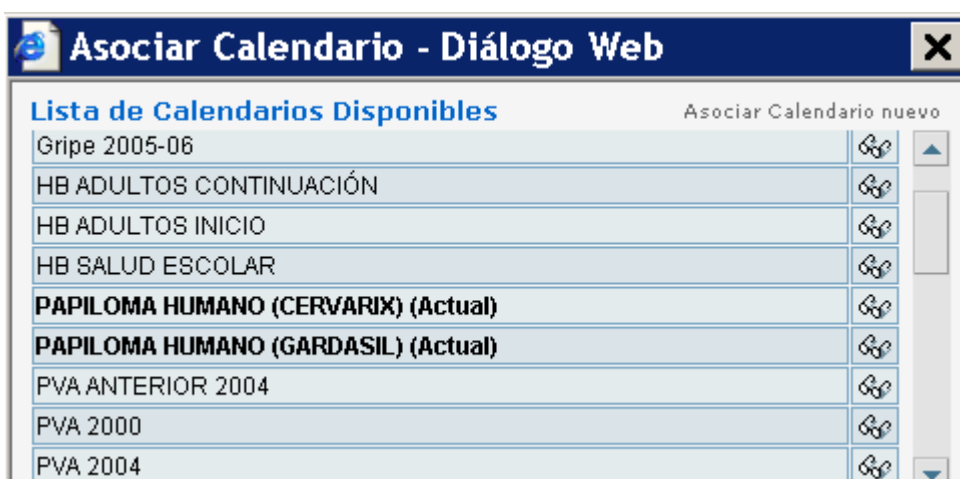 Asociar Calendario - Diálogo Web
Lista de Calendarios Disponibles Asociar Calendario nuevo
Gripe 2005-06
HB ADULTOS CONTINUACIÓN
HB ADULTOS INICIO
HB SALUD ESCOLAR
PAPILOMA HUMANO (CERVARIX) (Actual)
PAPILOMA HUMANO (GARDASIL) (Actual)
PVA ANTERIOR 2004
PVA 2000
PVA 2004